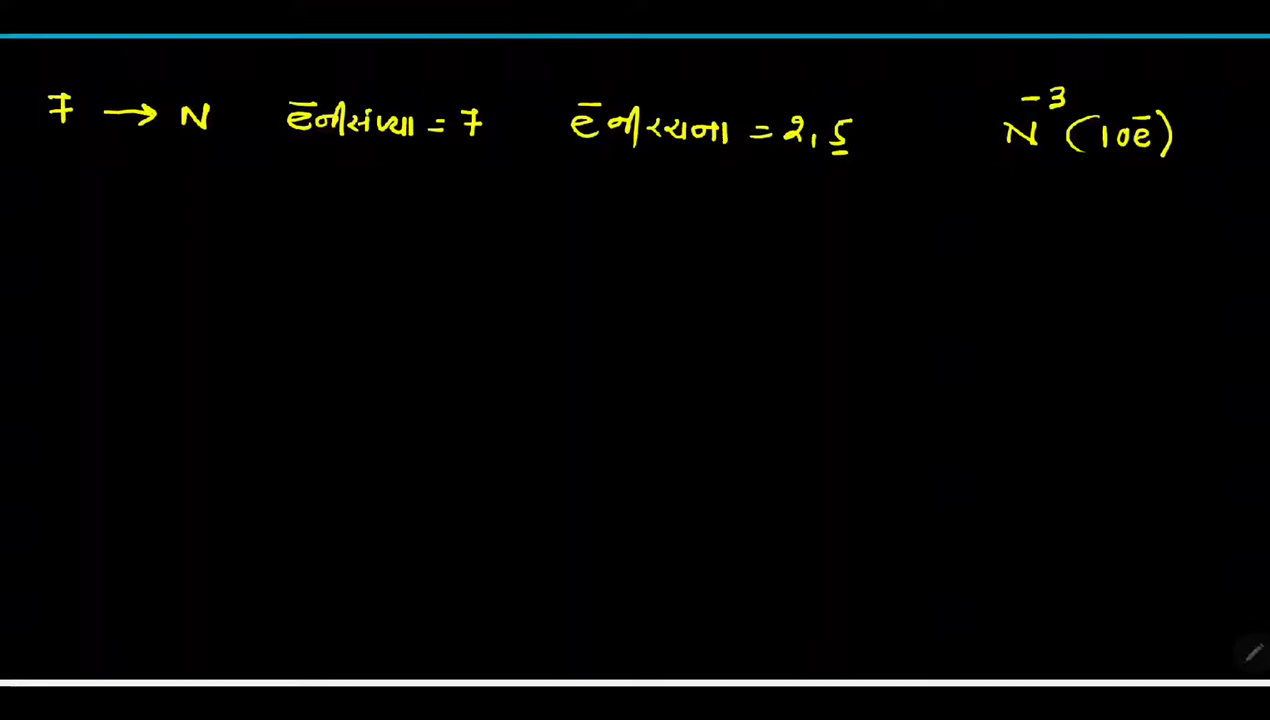 7 → N e̅નીસંખ્યા = 7 e̅ નીરચના = 2, 5 N⁻³ (10e̅)